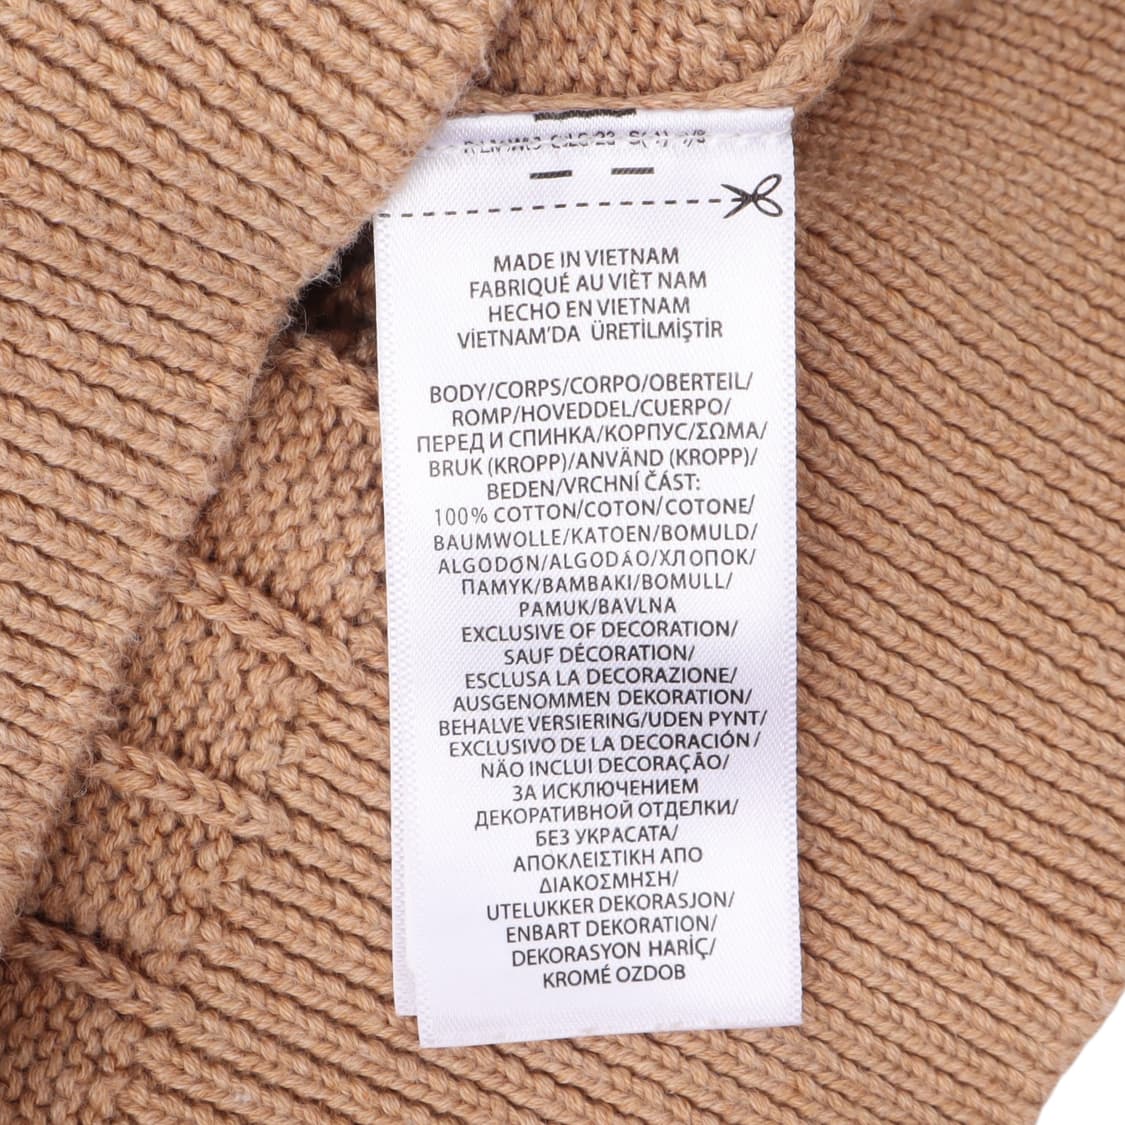 MADE IN VIETNAM
FABRIQUÉ AU VIÈT NAM
HECHO EN VIETNAM
VİETNAM'DA ÜRETİLMİŞTİR
BODY/CORPS/CORPO/OBERTEIL/
ROMP/HOVEDDEL/CUERPO/
ПЕРЕД И СПИНКА/КОРПУС/ΣΩΜΑ/
BRUK (KROPP)/ANVÄND (KROPP)/
BEDEN/VRCHNÍ ČÁST:
100% COTTON/COTON/COTONE/
BAUMWOLLE/KATOEN/BOMULD/
ALGODÓN/ALGODÃO/ХЛОПОК/
ПАМУК/ΒΑΜΒΑΚΙ/BOMULL/
PAMUK/BAVLNA
EXCLUSIVE OF DECORATION/
SAUF DÉCORATION/
ESCLUSA LA DECORAZIONE/
AUSGENOMMEN DEKORATION/
BEHALVE VERSIERING/UDEN PYNT/
EXCLUSIVO DE LA DECORACIÓN/
NÃO INCLUI DECORAÇÃO/
ЗА ИСКЛЮЧЕНИЕМ
ДЕКОРАТИВНОЙ ОТДЕЛКИ/
БЕЗ УКРАСАТА/
ΑΠΟΚΛΕΙΣΤΙΚΗ ΑΠΟ
ΔΙΑΚΟΣΜΗΣΗ/
UTELUKKER DEKORASJON/
ENBART DEKORATION/
DEKORASYON HARİÇ/
KROMÉ OZDOB